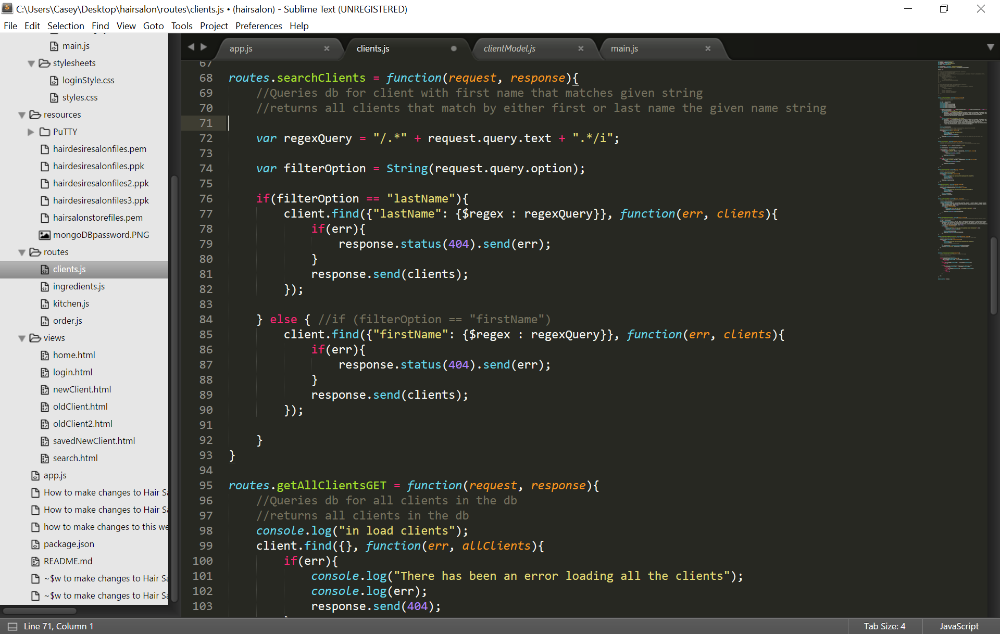 C:\Users\Casey\Desktop\hairsalon\routes\clients.js • (hairsalon) - Sublime Text (UNREGISTERED)
File Edit Selection Find View Goto Tools Project Preferences Help
main.js
stylesheets
loginStyle.css
styles.css
resources
PuTTY
hairdesiresalonfiles.pem
hairdesiresalonfiles.ppk
hairdesiresalonfiles2.ppk
hairdesiresalonfiles3.ppk
hairsalonstorefiles.pem
mongoDBpassword.PNG
routes
clients.js
ingredients.js
kitchen.js
order.js
views
home.html
login.html
newClient.html
oldClient.html
oldClient2.html
savedNewClient.html
search.html
app.js
How to make changes to Hair Sa
How to make changes to Hair Sa
how to make changes to this we
package.json
README.md
~$w to make changes to Hair Sa
~$w to make changes to Hair Sa
app.js clients.js clientModel.js main.js
67
68 routes.searchClients = function(request, response){
69 //Queries db for client with first name that matches given string
70 //returns all clients that match by either first or last name the given name string
71
72 var regexQuery = "/.*" + request.query.text + ".*/i";
73
74 var filterOption = String(request.query.option);
75
76 if(filterOption == "lastName"){
77 client.find({"lastName": {$regex : regexQuery}}, function(err, clients){
78 if(err){
79 response.status(404).send(err);
80 }
81 response.send(clients);
82 });
83
84 } else { //if (filterOption == "firstName")
85 client.find({"firstName": {$regex : regexQuery}}, function(err, clients){
86 if(err){
87 response.status(404).send(err);
88 }
89 response.send(clients);
90 });
91
92 }
93 }
94
95 routes.getAllClientsGET = function(request, response){
96 //Queries db for all clients in the db
97 //returns all clients in the db
98 console.log("in load clients");
99 client.find({}, function(err, allClients){
100 if(err){
101 console.log("There has been an error loading all the clients");
102 console.log(err);
103 response.send(404);
Line 71, Column 1
Tab Size: 4
JavaScript